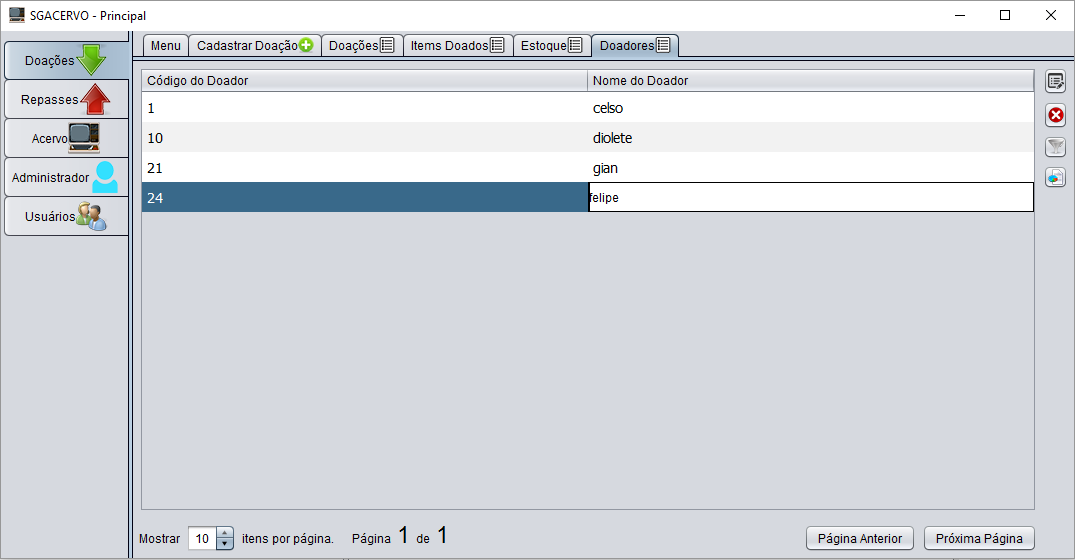 SGACERVO - Principal
Doações
Repasses
Acervo
Administrador
Usuários
Menu
Cadastrar Doação
Doações
Items Doados
Estoque
Doadores
Código do Doador Nome do Doador
1 celso
10 diolete
21 gian
24 felipe
Mostrar 10 itens por página. Página 1 de 1
Página Anterior
Próxima Página